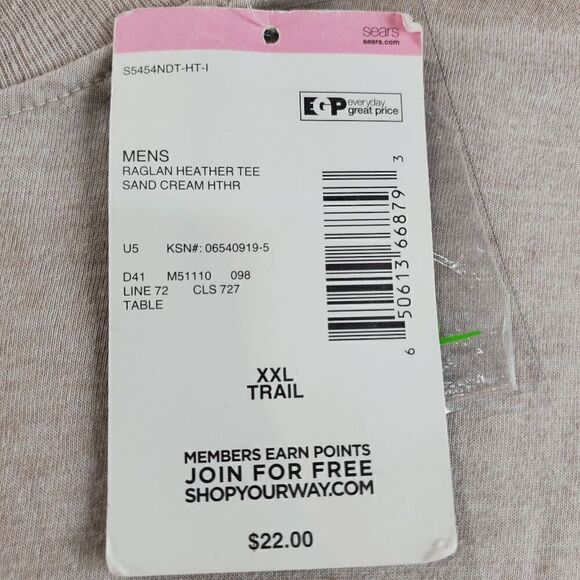 sears
sears.com
S5454NDT-HT-I
EGP everyday
great price
MENS
RAGLAN HEATHER TEE
SAND CREAM HTHR
U5 KSN#: 06540919-5
D41 M51110 098
LINE 72 CLS 727
TABLE
6 50613 66879 3
XXL
TRAIL
MEMBERS EARN POINTS
JOIN FOR FREE
SHOPYOURWAY.COM
$22.00